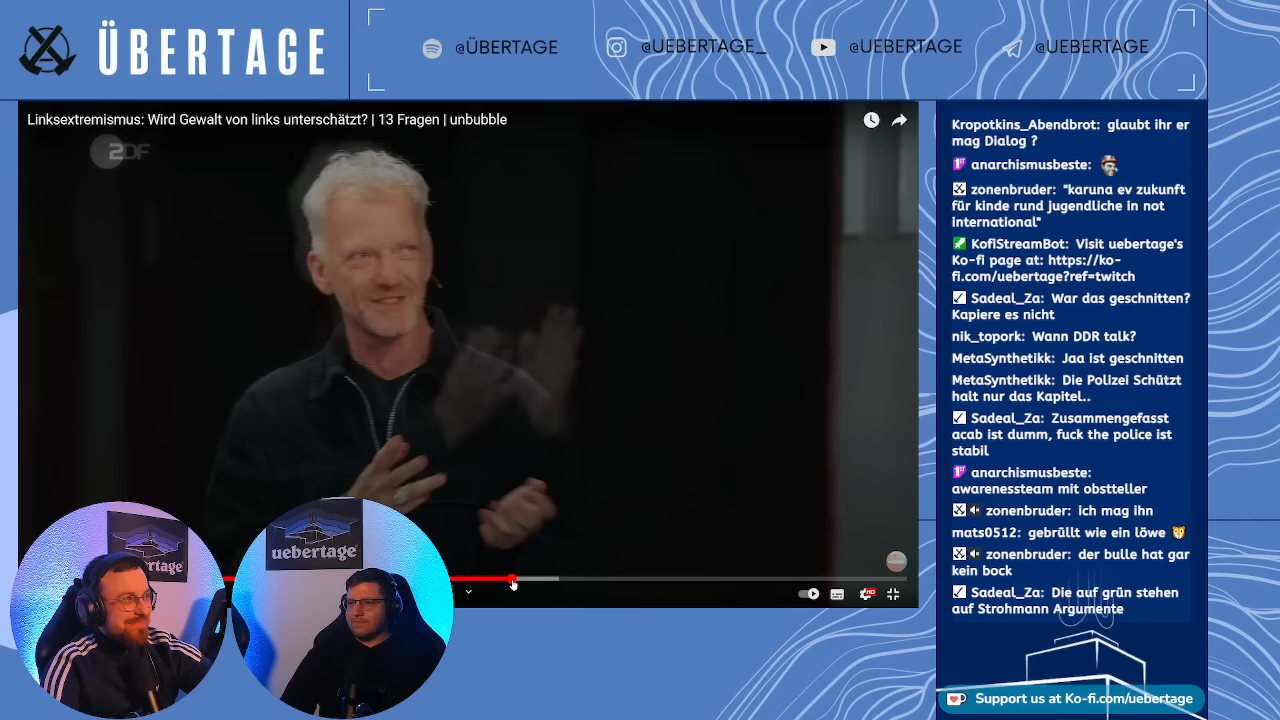 ÜBERTAGE
@ÜBERTAGE
@UEBERTAGE_
@UEBERTAGE
@UEBERTAGE
Linksextremismus: Wird Gewalt von links unterschätzt? | 13 Fragen | unbubble
ZDF
Kropotkins_Abendbrot: glaubt ihr er
mag Dialog ?
anarchismusbeste:
zonenbruder: "karuna ev zukunft
für kinde rund jugendliche in not
international"
KofiStreamBot: Visit uebertage's
Ko-fi page at: https://ko-
fi.com/uebertage?ref=twitch
Sadeal_Za: War das geschnitten?
Kapiere es nicht
nik_topork: Wann DDR talk?
MetaSynthetikk: Jaa ist geschnitten
MetaSynthetikk: Die Polizei Schützt
halt nur das Kapitel..
Sadeal_Za: Zusammengefasst
acab ist dumm, fuck the police ist
stabil
anarchismusbeste:
awarenessteam mit obstteller
zonenbruder: ich mag ihn
mats0512: gebrüllt wie ein löwe
zonenbruder: der bulle hat gar
kein bock
Sadeal_Za: Die auf grün stehen
auf Strohmann Argumente
uebertage
bertage
HD
Support us at Ko-fi.com/uebertage